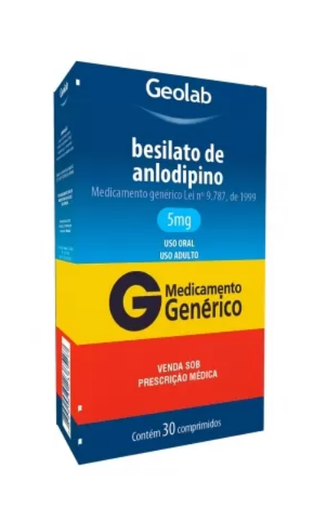 Geolab
besilato de
anlodipino
Medicamento genérico Lei nº 9.787, de 1999
5mg
USO ORAL
USO ADULTO
G Medicamento
Genérico
VENDA SOB
PRESCRIÇÃO MÉDICA
Contém 30 comprimidos